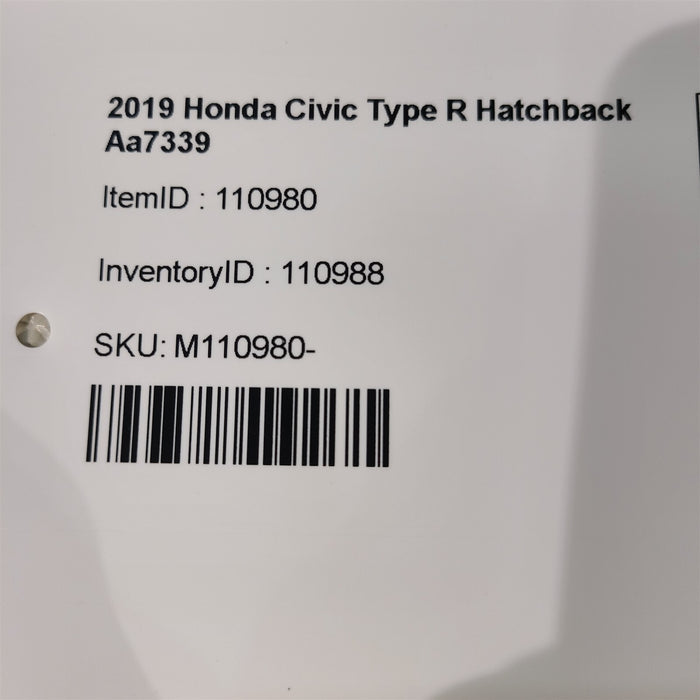 2019 Honda Civic Type R Hatchback
Aa7339
ItemID : 110980
InventoryID : 110988
SKU: M110980-